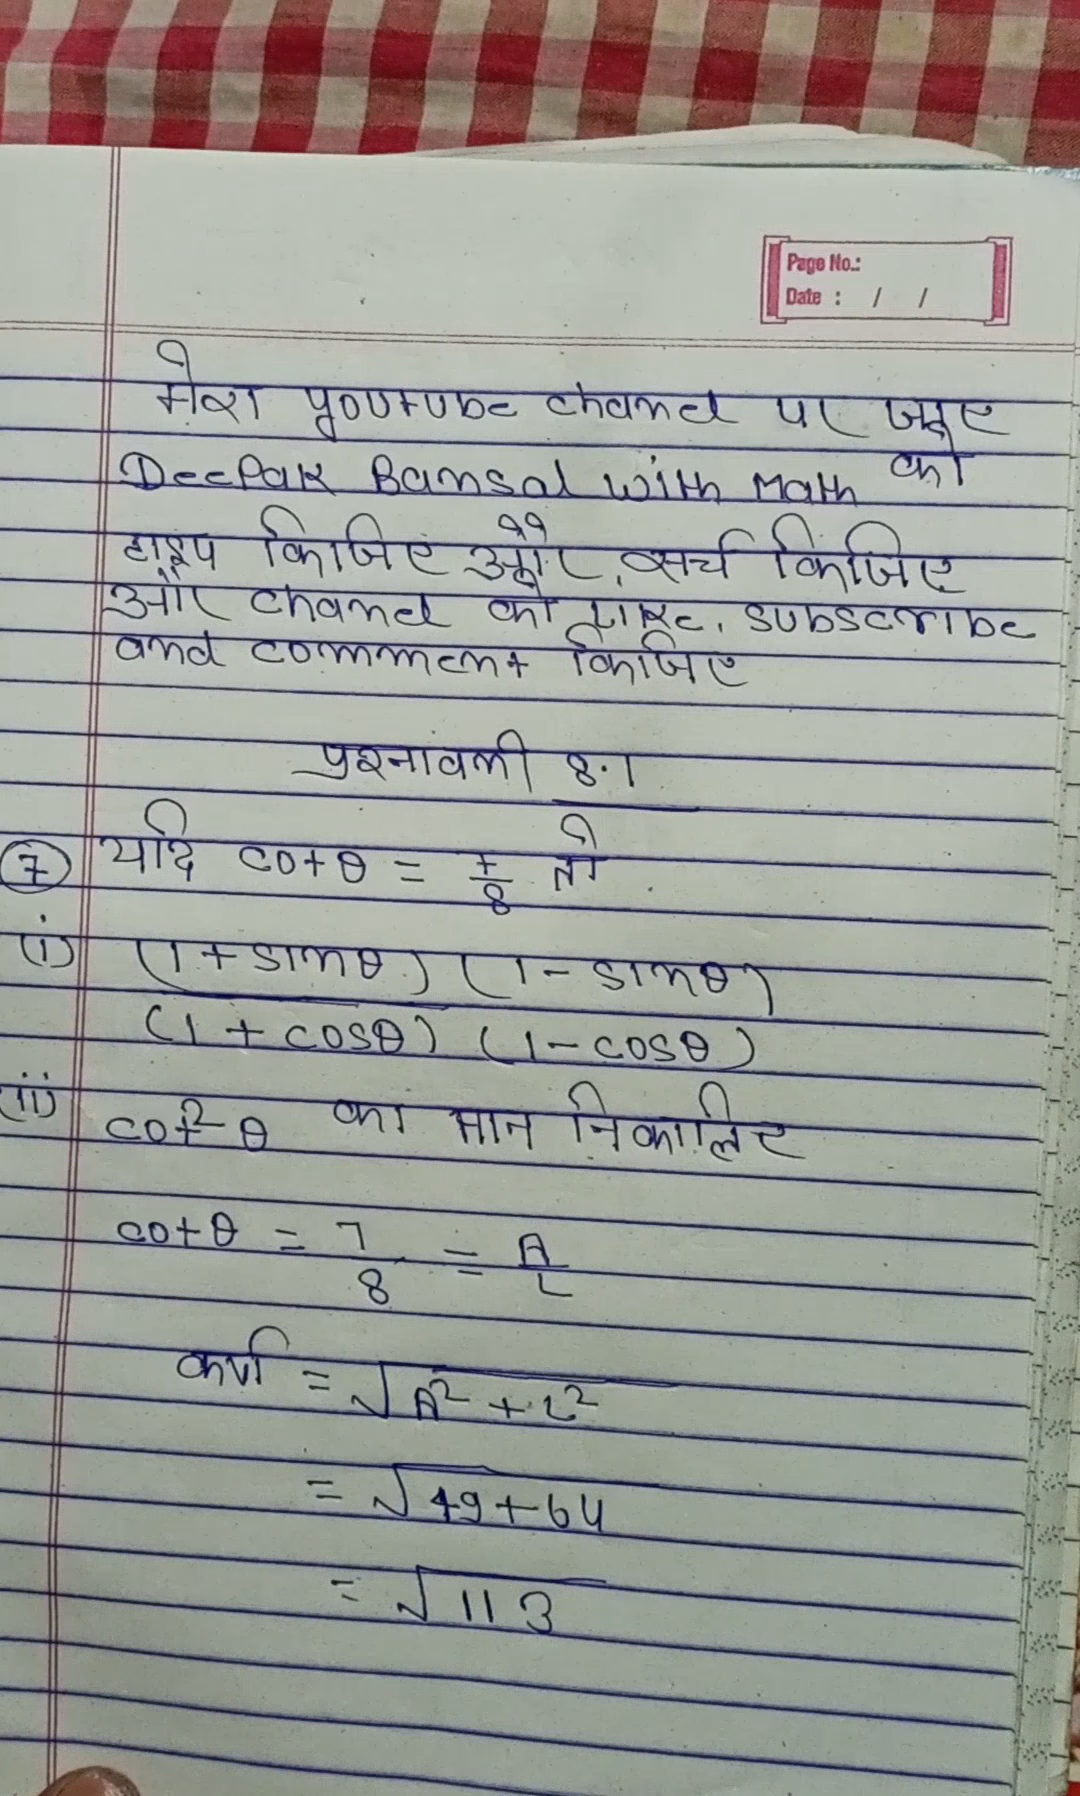 Page No.:
Date : / /
मेरा youtube chanel पर जाए
Deepak Bansal with Math को
टाइप किजिए और सर्च किजिए
और chanel को like, subscribe
and comment किजिए
प्रश्नावली 8.1
7 यदि cot θ = 7/8 तो
(i) (1+sinθ) (1-sinθ)
(1+cosθ) (1-cosθ)
(ii) cot² θ का मान निकालिए
cot θ = 7/8 = A/L
कर्ण = √A² + L²
= √49+64
= √113